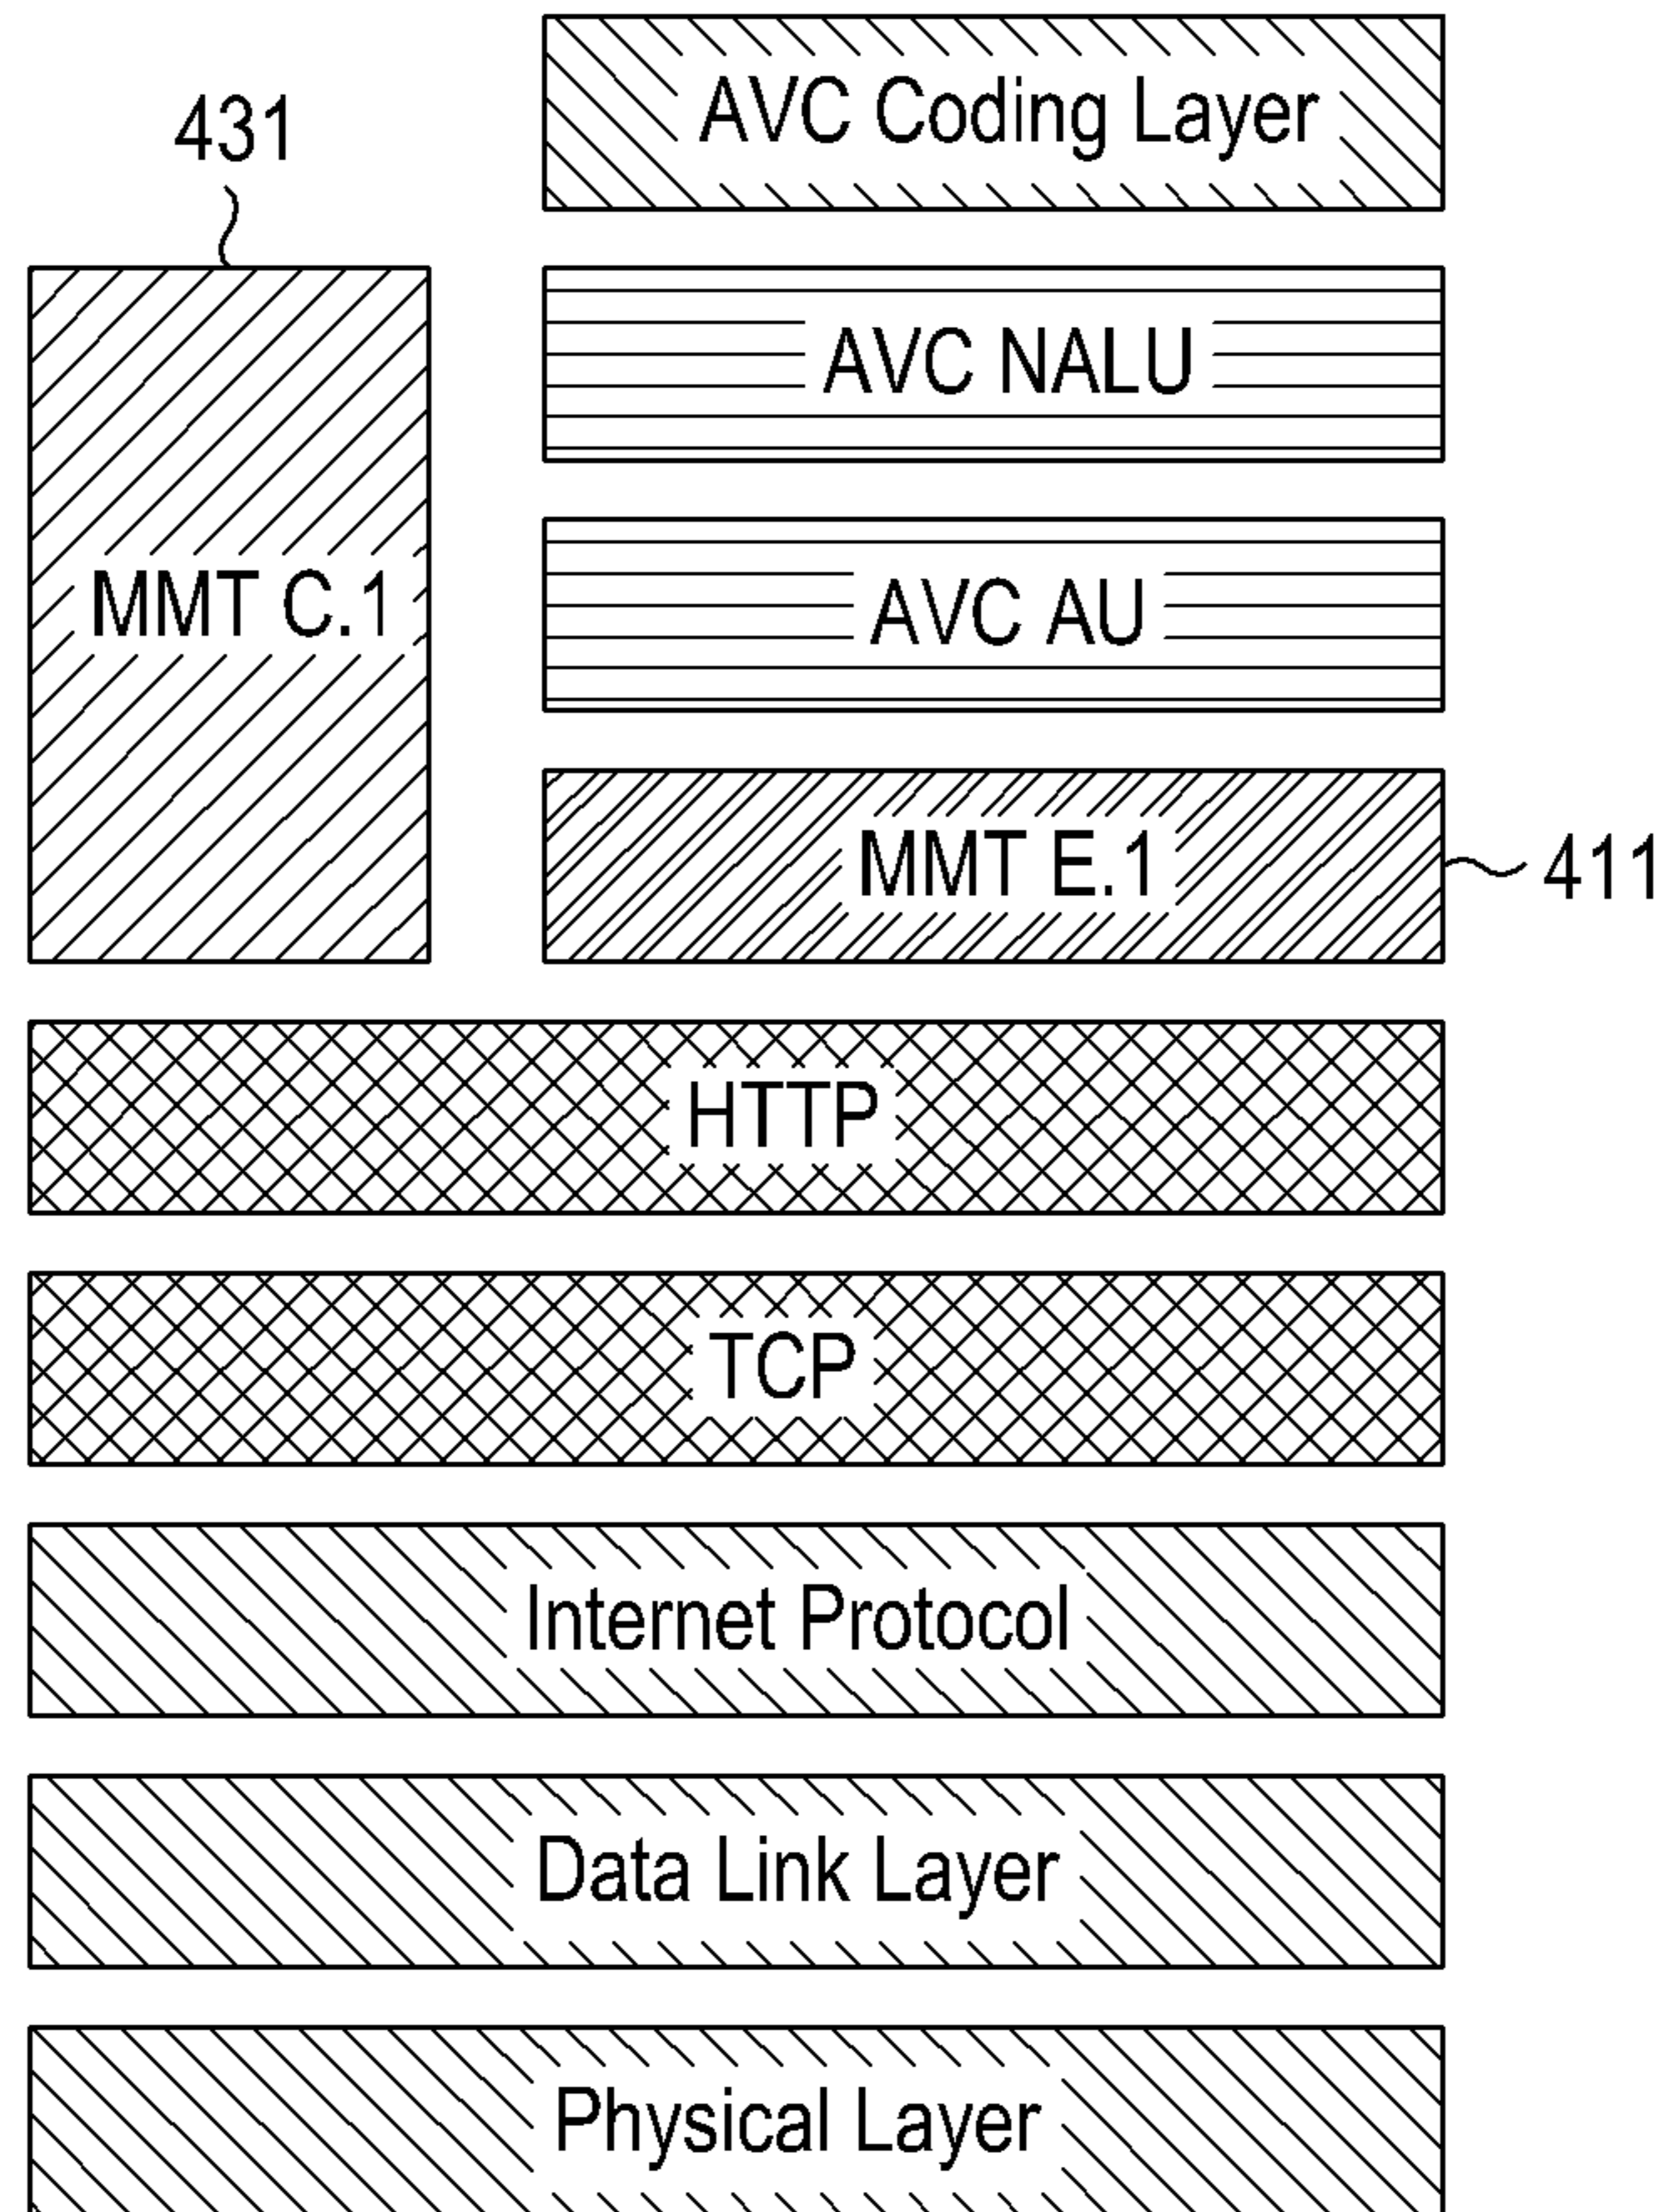 AVC Coding Layer
431
AVC NALU
MMT C.1
AVC AU
MMT E.1
411
HTTP
TCP
Internet Protocol
Data Link Layer
Physical Layer